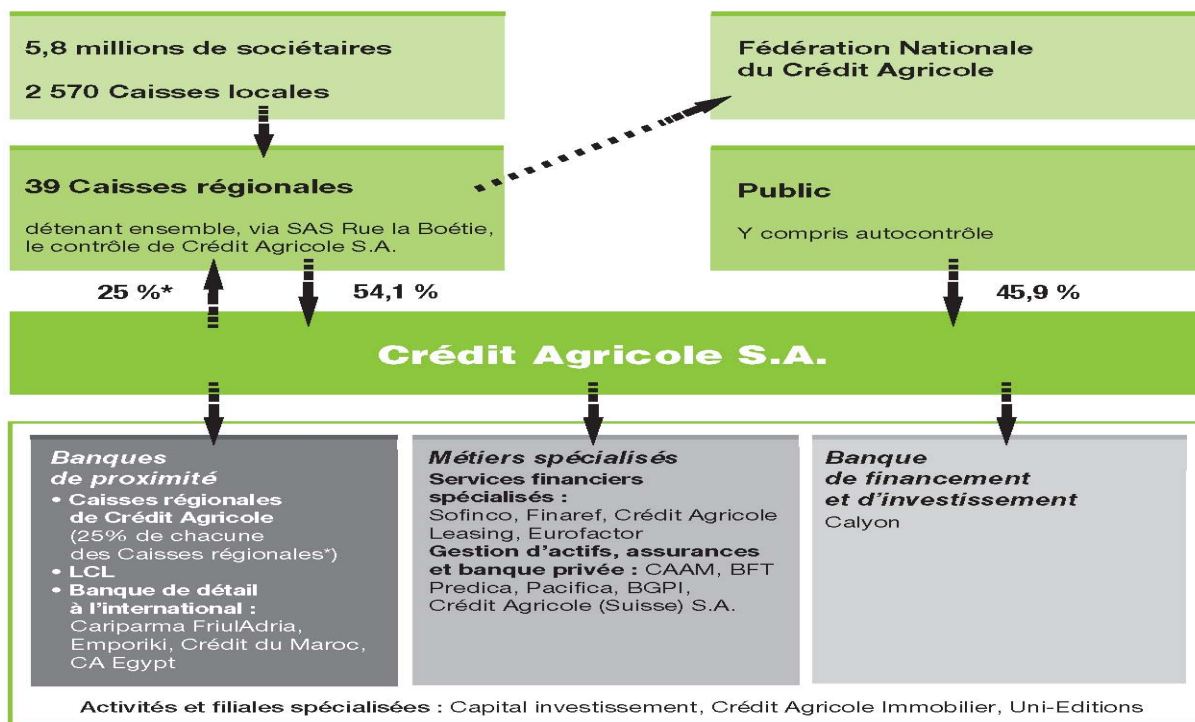 5,8 millions de sociétaires
2 570 Caisses locales
Fédération Nationale
du Crédit Agricole
39 Caisses régionales
détenant ensemble, via SAS Rue la Boétie,
le contrôle de Crédit Agricole S.A.
Public
Y compris autocontrôle
25 %*
54,1 %
45,9 %
Crédit Agricole S.A.
Banques
de proximité
• Caisses régionales
de Crédit Agricole
(25% de chacune
des Caisses régionales*)
• LCL
• Banque de détail
à l'international :
Cariparma FriulAdria,
Emporiki, Crédit du Maroc,
CA Egypt
Métiers spécialisés
Services financiers
spécialisés :
Sofinco, Finaref, Crédit Agricole
Leasing, Eurofactor
Gestion d'actifs, assurances
et banque privée : CAAM, BFT
Predica, Pacifica, BGPI,
Crédit Agricole (Suisse) S.A.
Banque
de financement
et d'investissement
Calyon
Activités et filiales spécialisées : Capital investissement, Crédit Agricole Immobilier, Uni-Editions